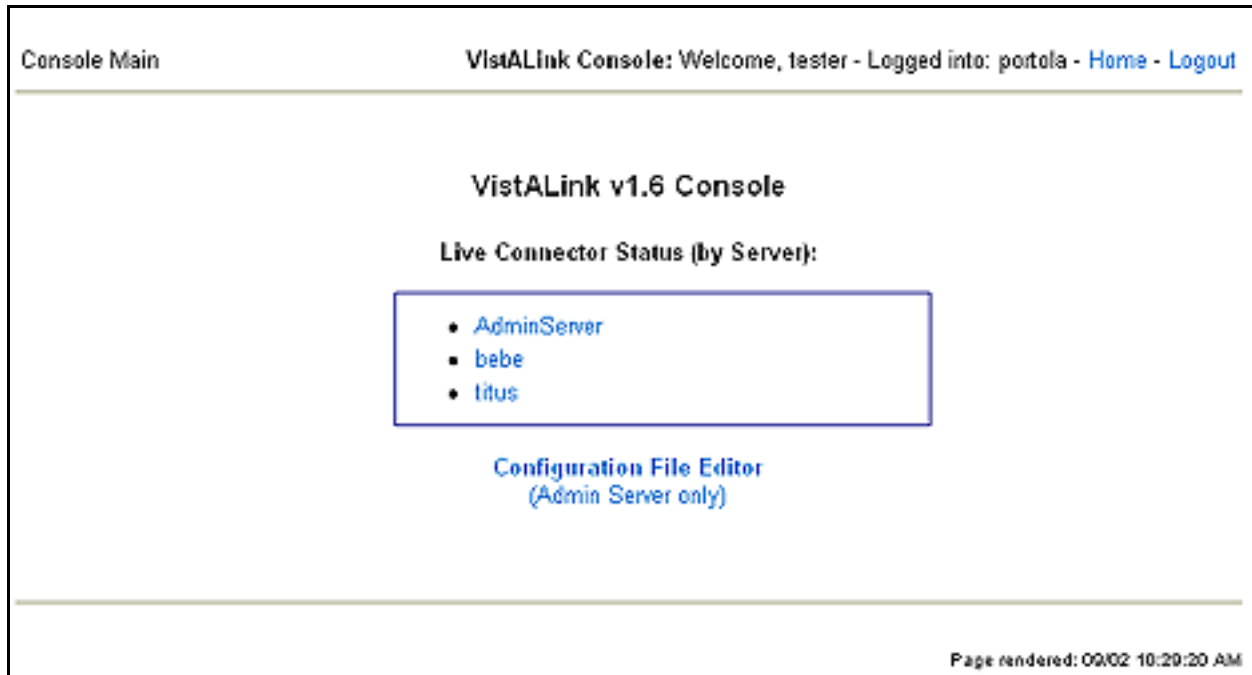 Console Main
VistALink Console: Welcome, tester - Logged into: portola - Home - Logout
VistALink v1.6 Console
Live Connector Status (by Server):
• AdminServer
• bebe
• titus
Configuration File Editor
(Admin Server only)
Page rendered: 09/02 10:29:20 AM